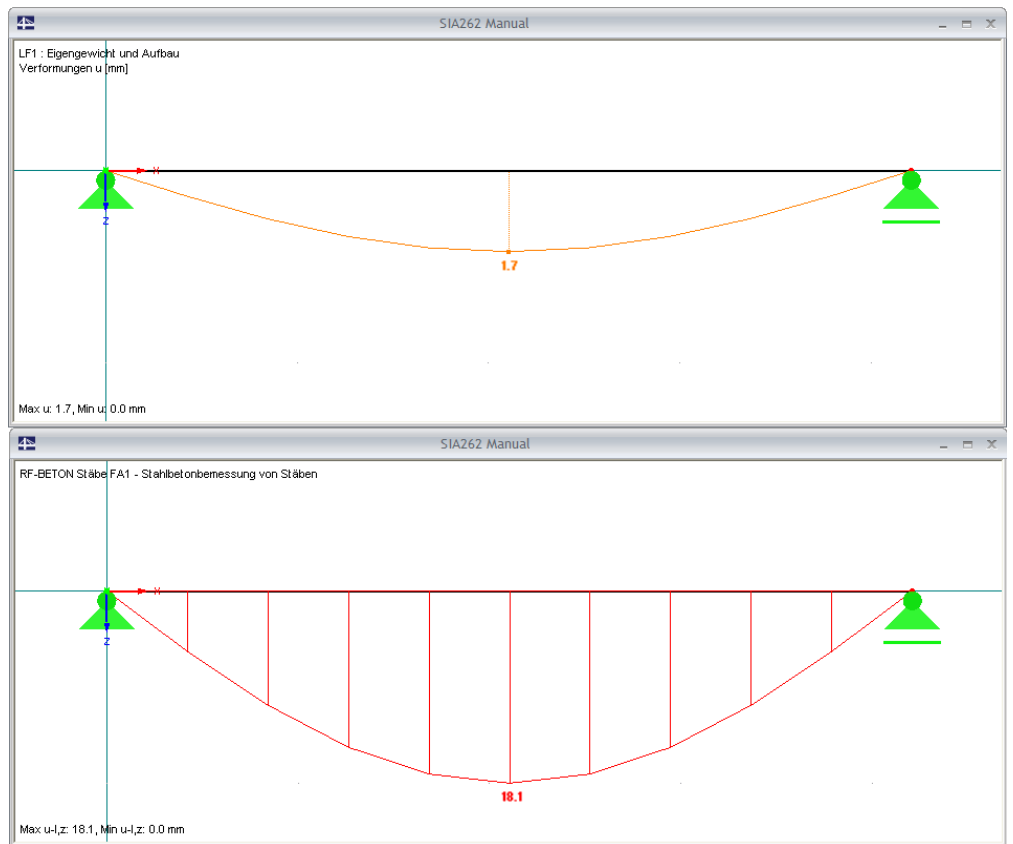 SIA262 Manual
LF1 : Eigengewicht und Aufbau
Verformungen u [mm]
x
z
1.7
Max u: 1.7, Min u: 0.0 mm
SIA262 Manual
RF-BETON Stäbe FA1 - Stahlbetonbemessung von Stäben
x
z
18.1
Max u-l,z: 18.1, Min u-l,z: 0.0 mm